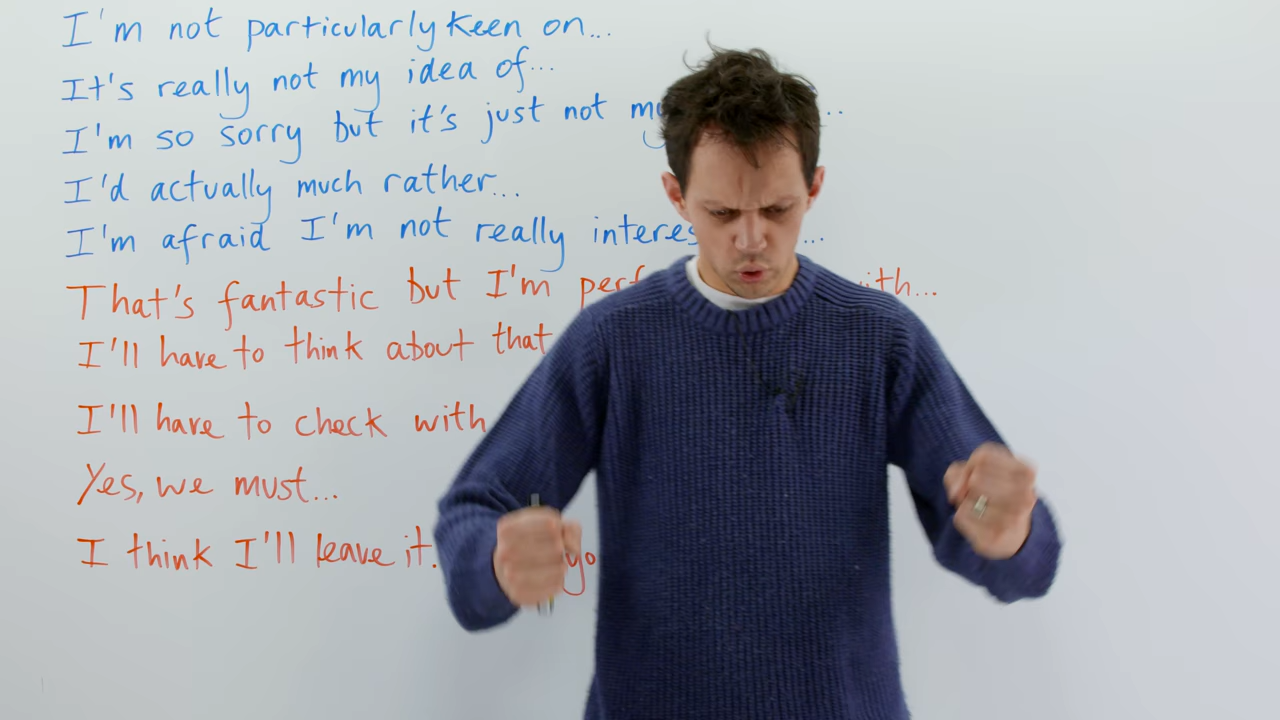 I'm not particularly keen on...
It's really not my idea of...
I'm so sorry but it's just not ...
I'd actually much rather...
I'm afraid I'm not really ...
That's fantastic but I'm ...
I'll have to think about that
I'll have to check with
Yes, we must...
I think I'll leave it.